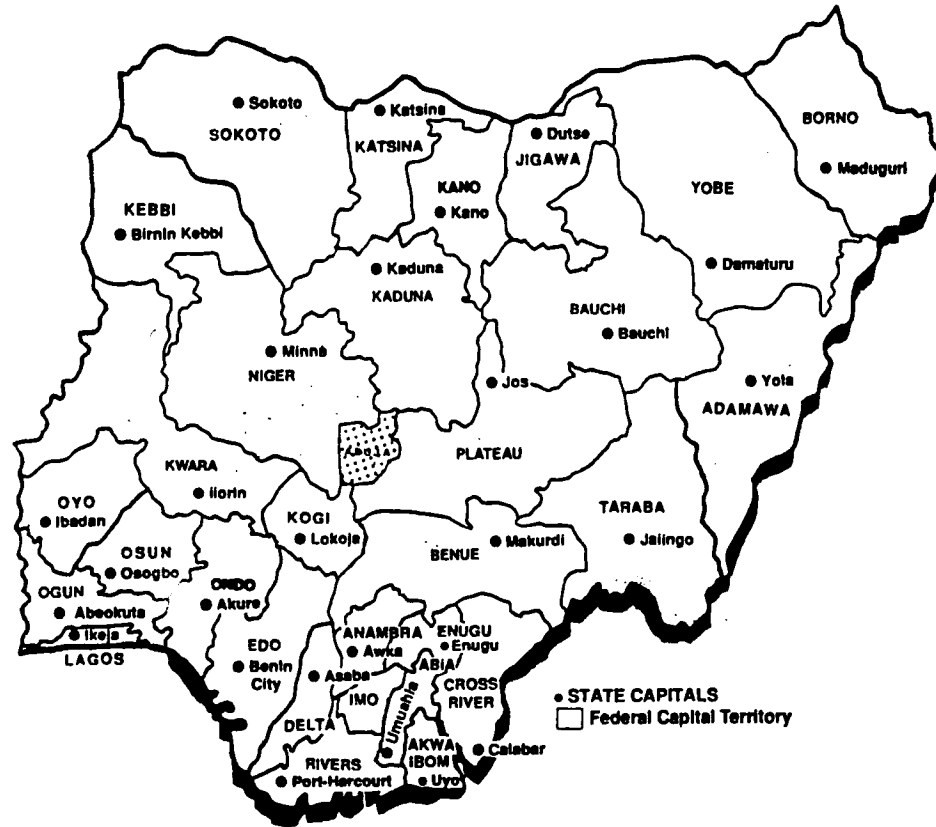 Sokoto
SOKOTO
Katsina
KATSINA
Dutse
JIGAWA
BORNO
Maduguri
KEBBI
Birnin Kebbi
KANO
Kano
YOBE
Damaturu
Kaduna
KADUNA
BAUCHI
Bauchi
Minna
NIGER
Jos
Yola
ADAMAWA
PLATEAU
KWARA
Ilorin
OYO
Ibadan
KOGI
Lokoja
TARABA
Jalingo
OSUN
Osogbo
BENUE
Makurdi
OGUN
Abeokuta
Ikeja
LAGOS
ONDO
Akure
EDO
Benin
City
ANAMBRA
Awka
ENUGU
Enugu
Asaba
ABIA
IMO
Umuahia
CROSS
RIVER
DELTA
STATE CAPITALS
Federal Capital Territory
RIVERS
Port-Harcourt
AKWA
IBOM
Uyo
Calabar